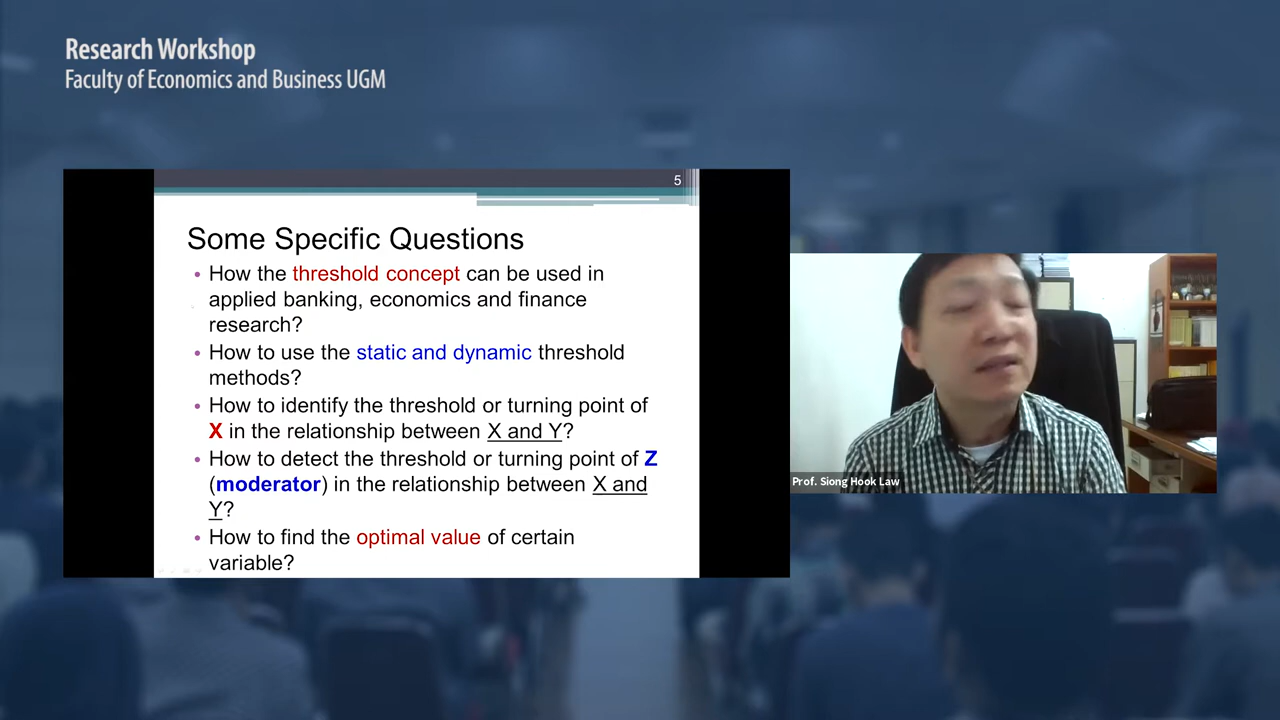 Research Workshop
Faculty of Economics and Business UGM
5
Some Specific Questions
• How the threshold concept can be used in
applied banking, economics and finance
research?
• How to use the static and dynamic threshold
methods?
• How to identify the threshold or turning point of
X in the relationship between X and Y?
• How to detect the threshold or turning point of Z
(moderator) in the relationship between X and
Y?
• How to find the optimal value of certain
variable?
Prof. Siong Hook Law